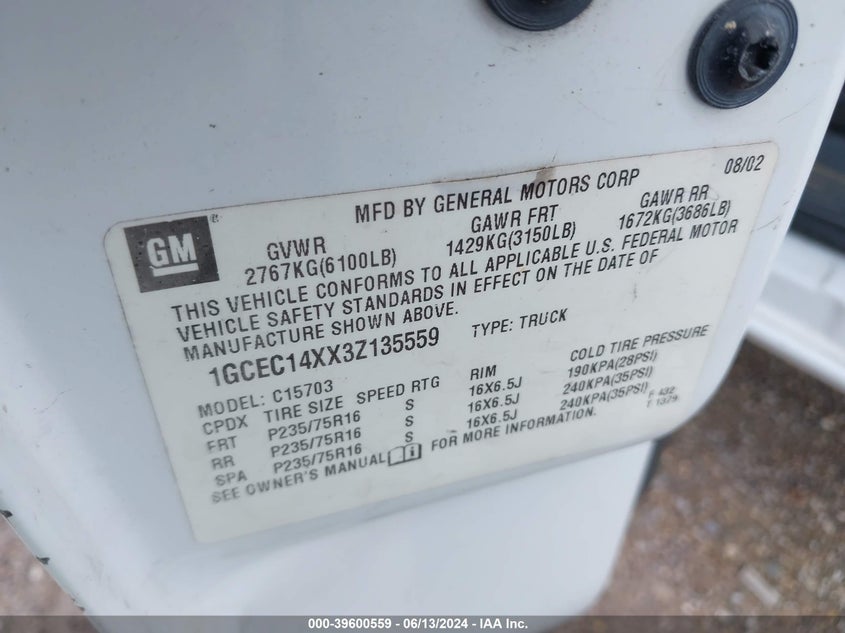 08/02
MFD BY GENERAL MOTORS CORP
GM®
GVWR GAWR FRT GAWR RR
2767KG(6100LB) 1429KG(3150LB) 1672KG(3686LB)
THIS VEHICLE CONFORMS TO ALL APPLICABLE U.S. FEDERAL MOTOR
VEHICLE SAFETY STANDARDS IN EFFECT ON THE DATE OF
MANUFACTURE SHOWN ABOVE.
1GCEC14XX3Z135559 TYPE: TRUCK
MODEL: C15703
CPDX TIRE SIZE SPEED RTG RIM COLD TIRE PRESSURE
FRT P235/75R16 S 16X6.5J 190KPA(28PSI)
RR P235/75R16 S 16X6.5J 240KPA(35PSI)
SPA P235/75R16 S 16X6.5J 240KPA(35PSI)
SEE OWNER'S MANUAL FOR MORE INFORMATION.
F-432
T-1379
000-39600559 - 06/13/2024 - IAA Inc.